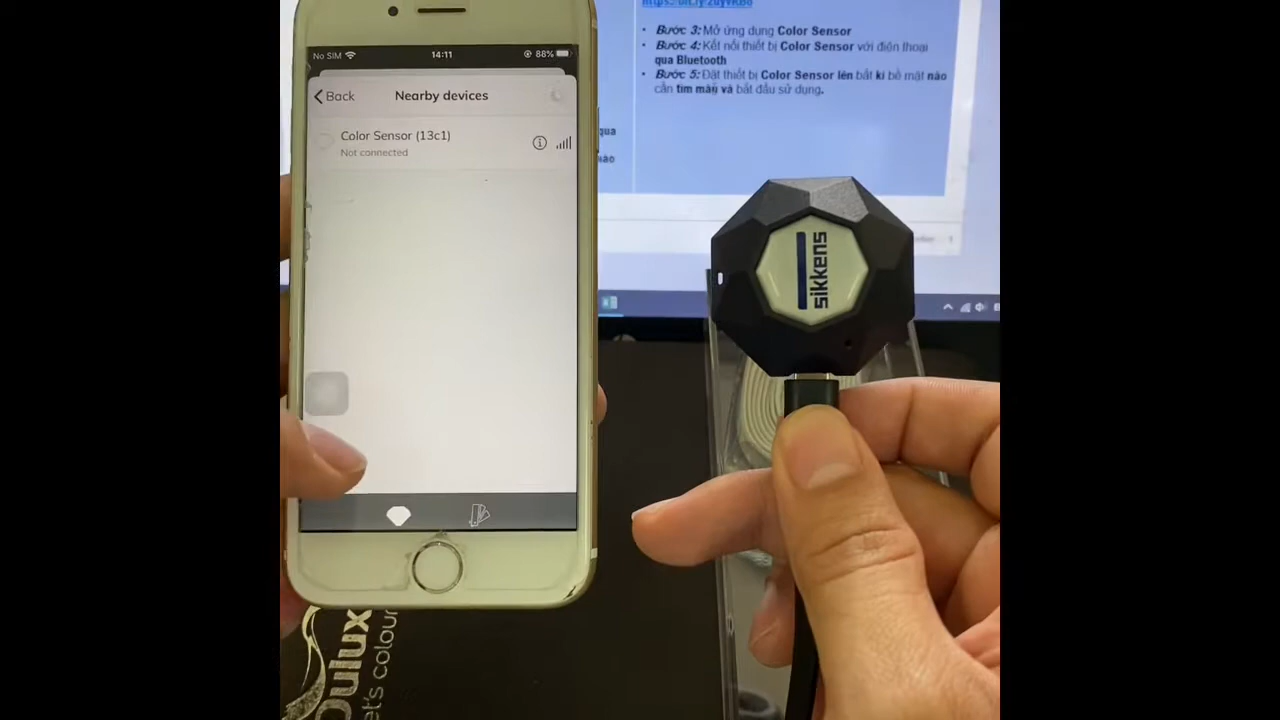 No SIM
14:11
88%
Back
Nearby devices
Color Sensor (13c1)
Not connected
Bước 3: Mở ứng dụng Color Sensor
Bước 4: Kết nối thiết bị Color Sensor với điện thoại
qua Bluetooth
Bước 5: Đặt thiết bị Color Sensor lên bất kì bề mặt nào
cần tìm màu và bắt đầu sử dụng.
qua
sikkens
Dulux
let's colour